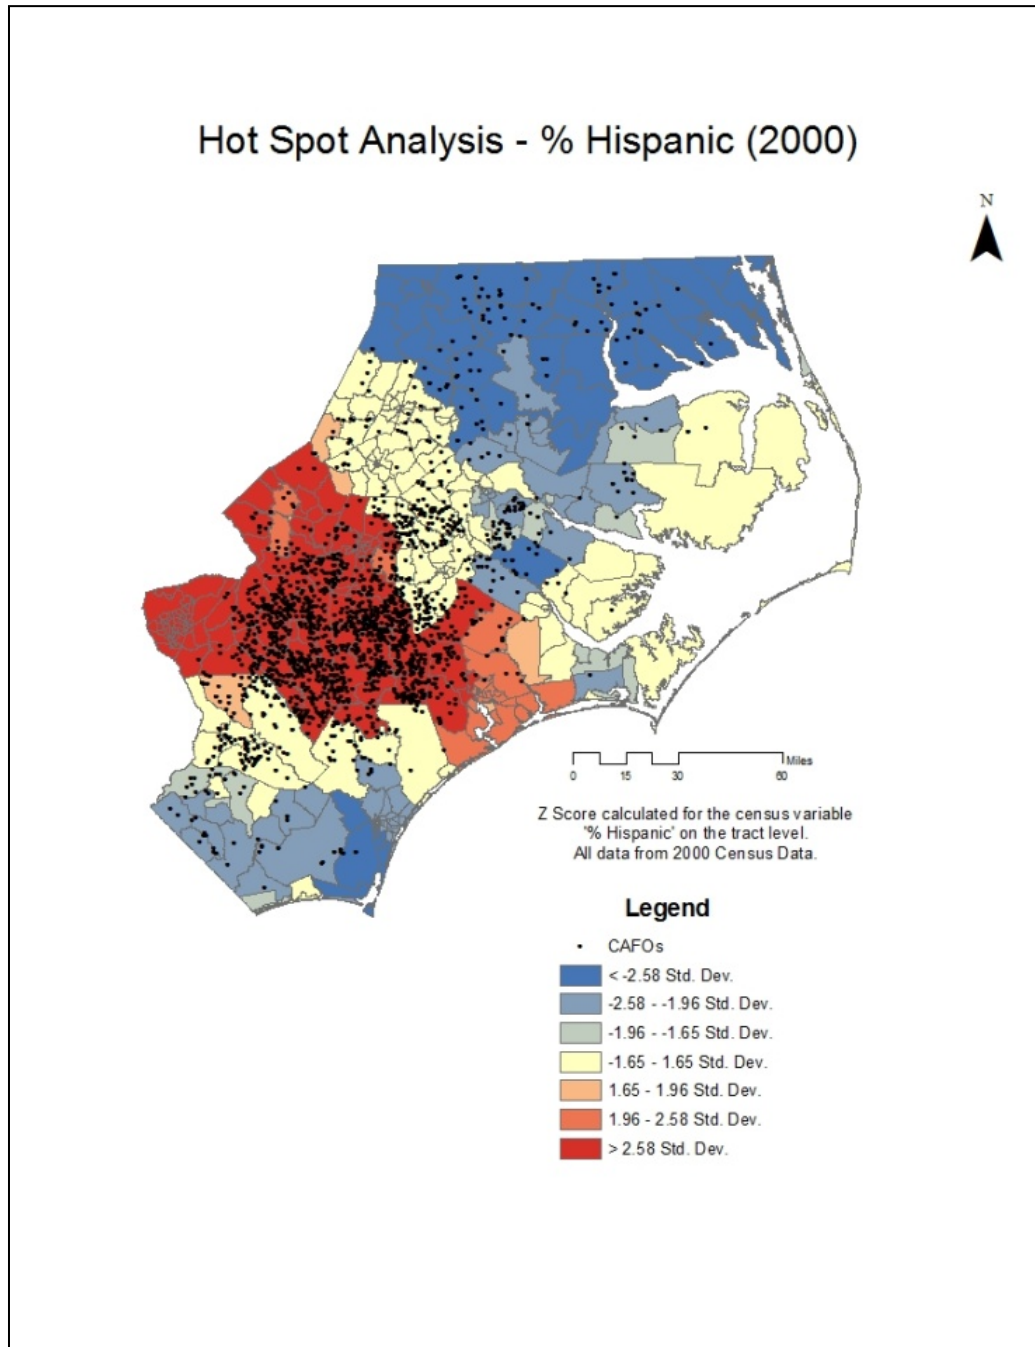 Hot Spot Analysis - % Hispanic (2000)
N
Miles
0 15 30 60
Z Score calculated for the census variable
'% Hispanic' on the tract level.
All data from 2000 Census Data.
Legend
CAFOs
< -2.58 Std. Dev.
-2.58 - -1.96 Std. Dev.
-1.96 - -1.65 Std. Dev.
-1.65 - 1.65 Std. Dev.
1.65 - 1.96 Std. Dev.
1.96 - 2.58 Std. Dev.
> 2.58 Std. Dev.